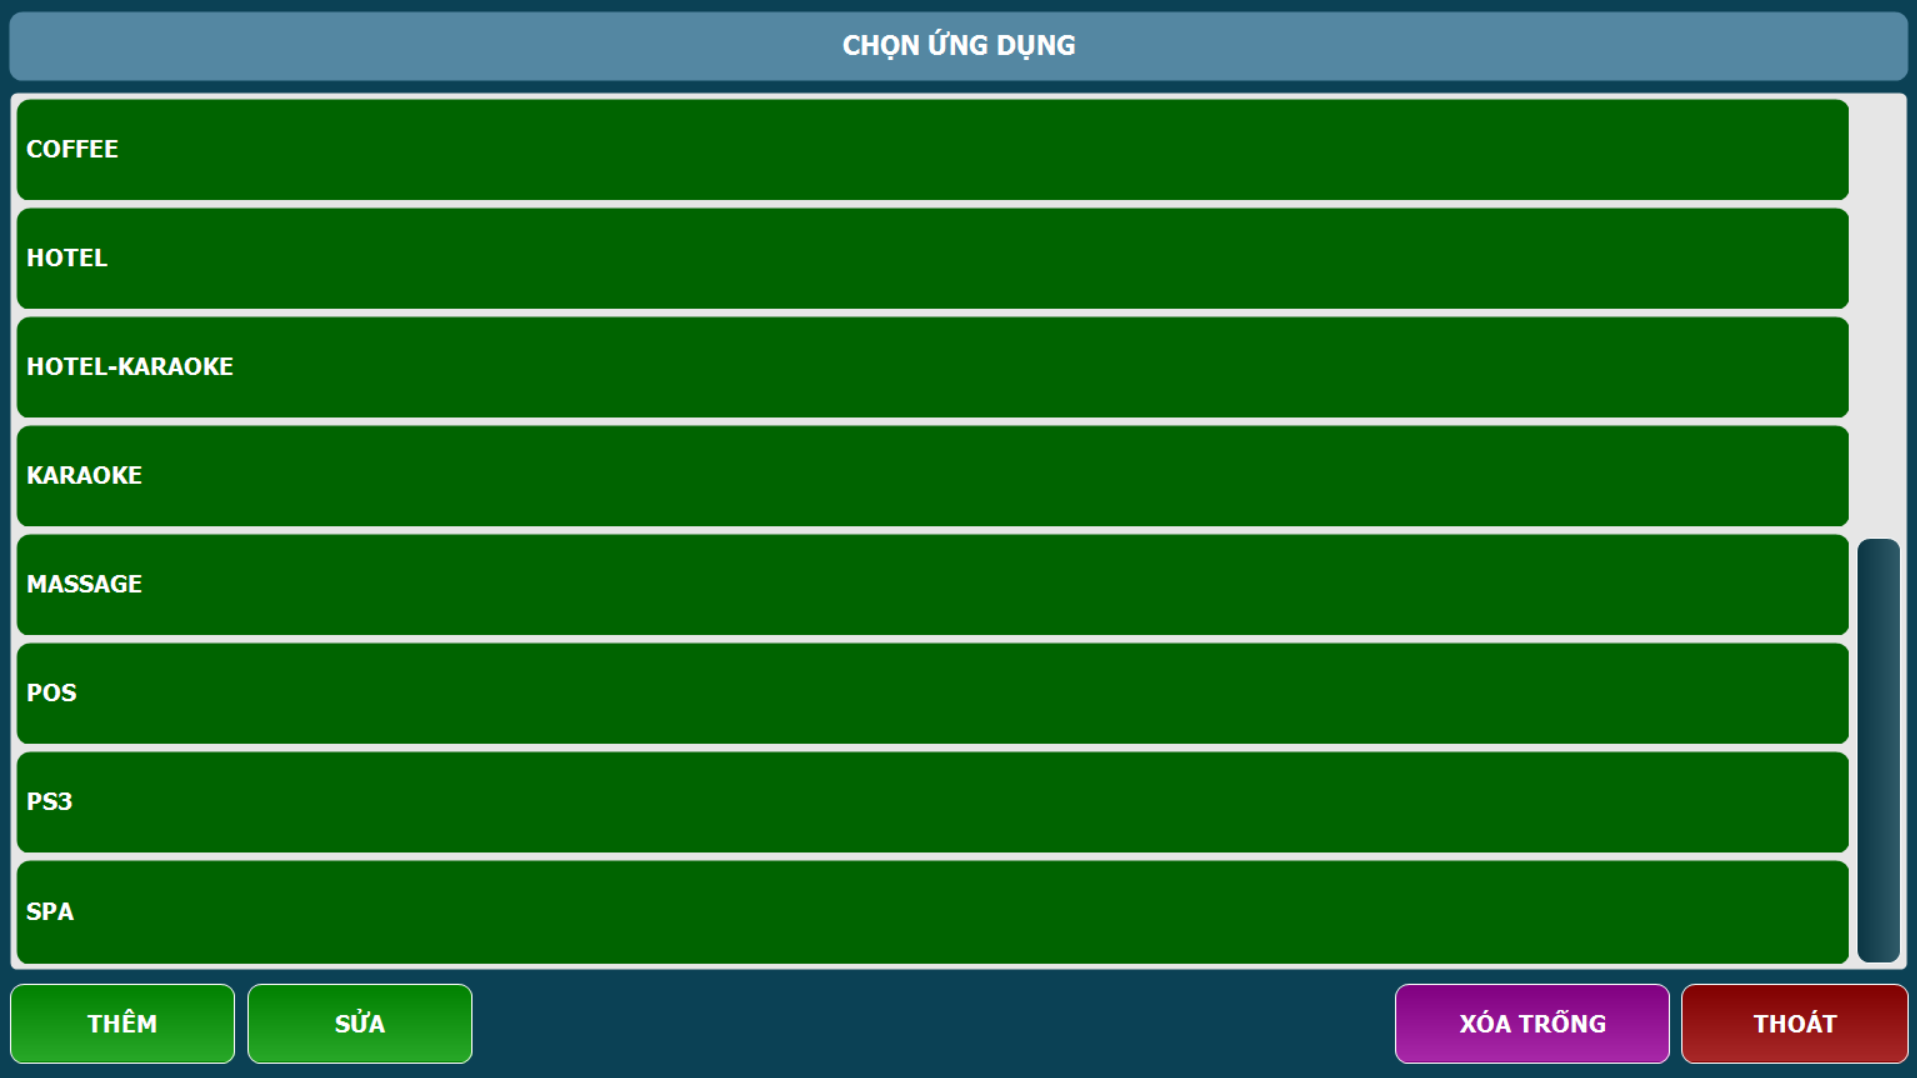 CHỌN ỨNG DỤNG
COFFEE
HOTEL
HOTEL-KARAOKE
KARAOKE
MASSAGE
POS
PS3
SPA
THÊM
SỬA
XÓA TRỐNG
THOÁT